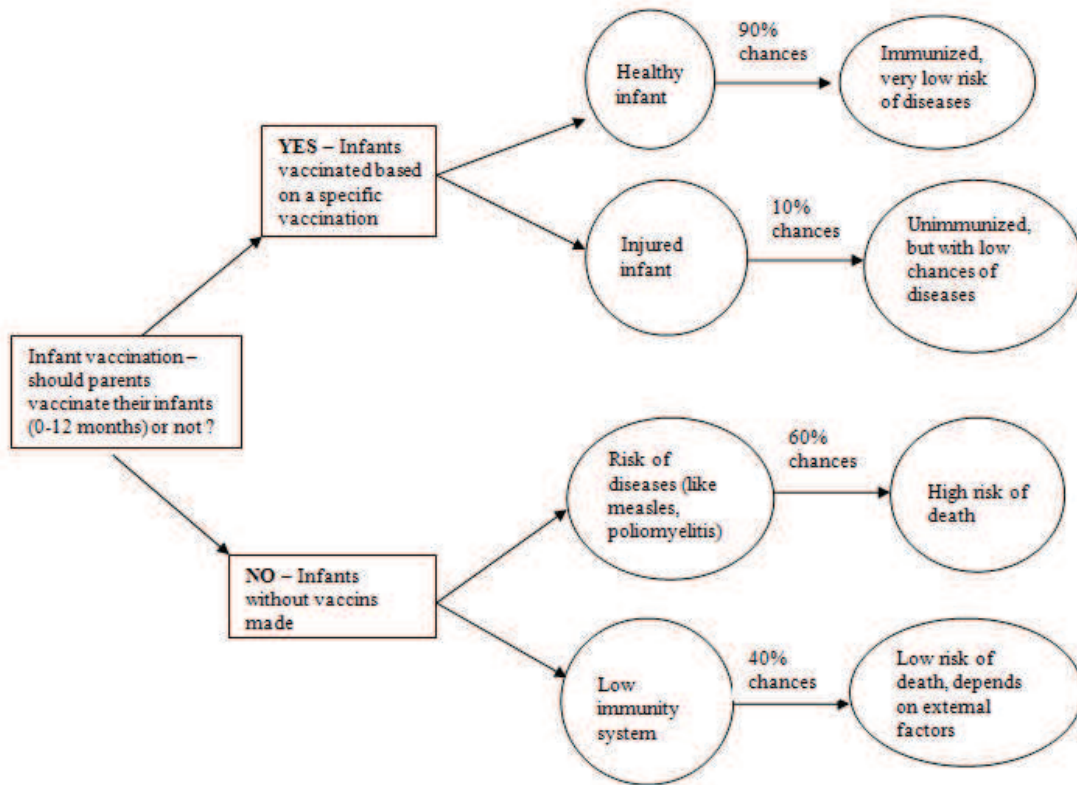 90%
chances
Healthy
infant
Immunized,
very low risk
of diseases
YES – Infants
vaccinated based
on a specific
vaccination
10%
chances
Injured
infant
Unimmunized,
but with low
chances of
diseases
Infant vaccination –
should parents
vaccinate their infants
(0-12 months) or not ?
Risk of
diseases (like
measles,
poliomyelitis)
60%
chances
High risk of
death
NO – Infants
without vaccins
made
Low
immunity
system
40%
chances
Low risk of
death, depends
on external
factors